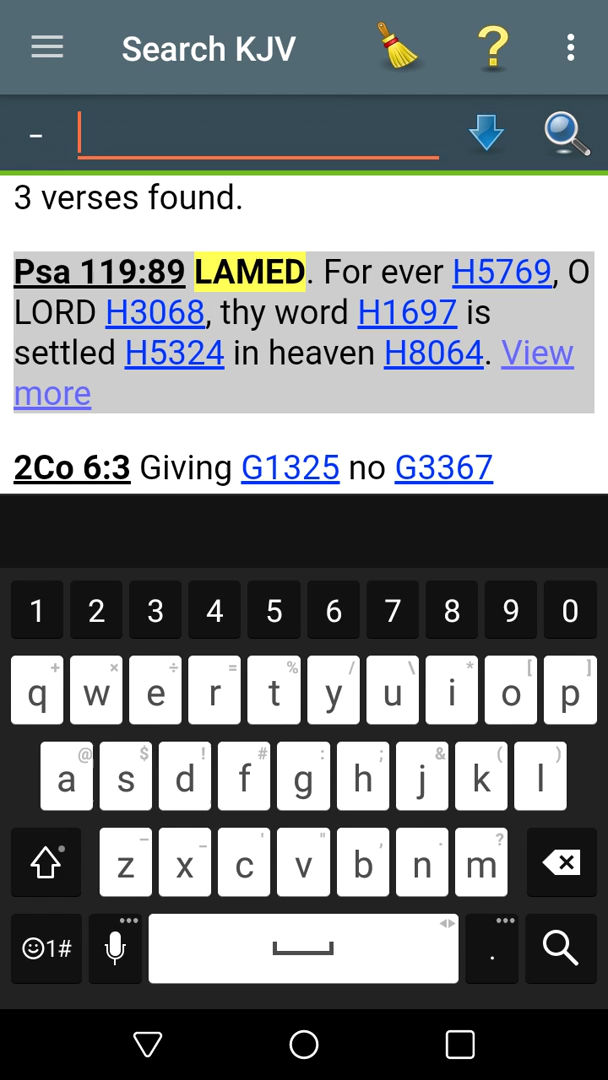 Search KJV
-
3 verses found.
Psa 119:89 LAMED. For ever H5769, O
LORD H3068, thy word H1697 is
settled H5324 in heaven H8064. View
more
2Co 6:3 Giving G1325 no G3367
1 2 3 4 5 6 7 8 9 0
+ × ÷ = % / \ * [ ]
q w e r t y u i o p
@ $ ! # : ; & ( )
a s d f g h j k l
– _ ' " , . ?
z x c v b n m
1# .